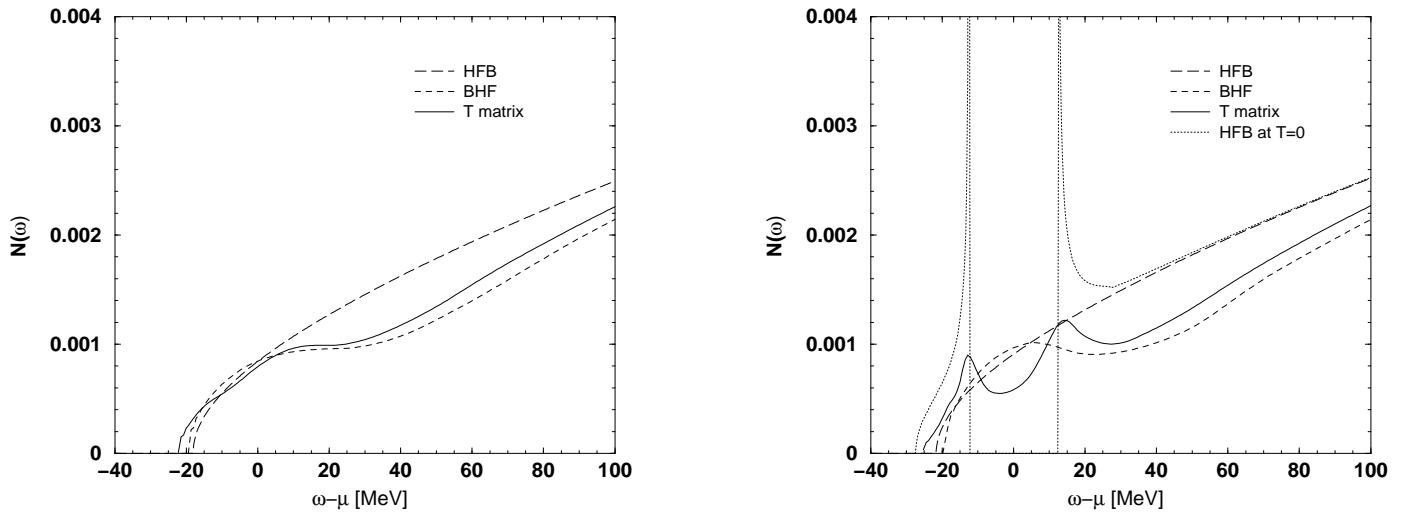 0.004
0.003
0.002
0.001
0
N(ω)
HFB
BHF
T matrix
−40 −20 0 20 40 60 80 100
ω−μ [MeV]
0.004
0.003
0.002
0.001
0
N(ω)
HFB
BHF
T matrix
HFB at T=0
−40 −20 0 20 40 60 80 100
ω−μ [MeV]